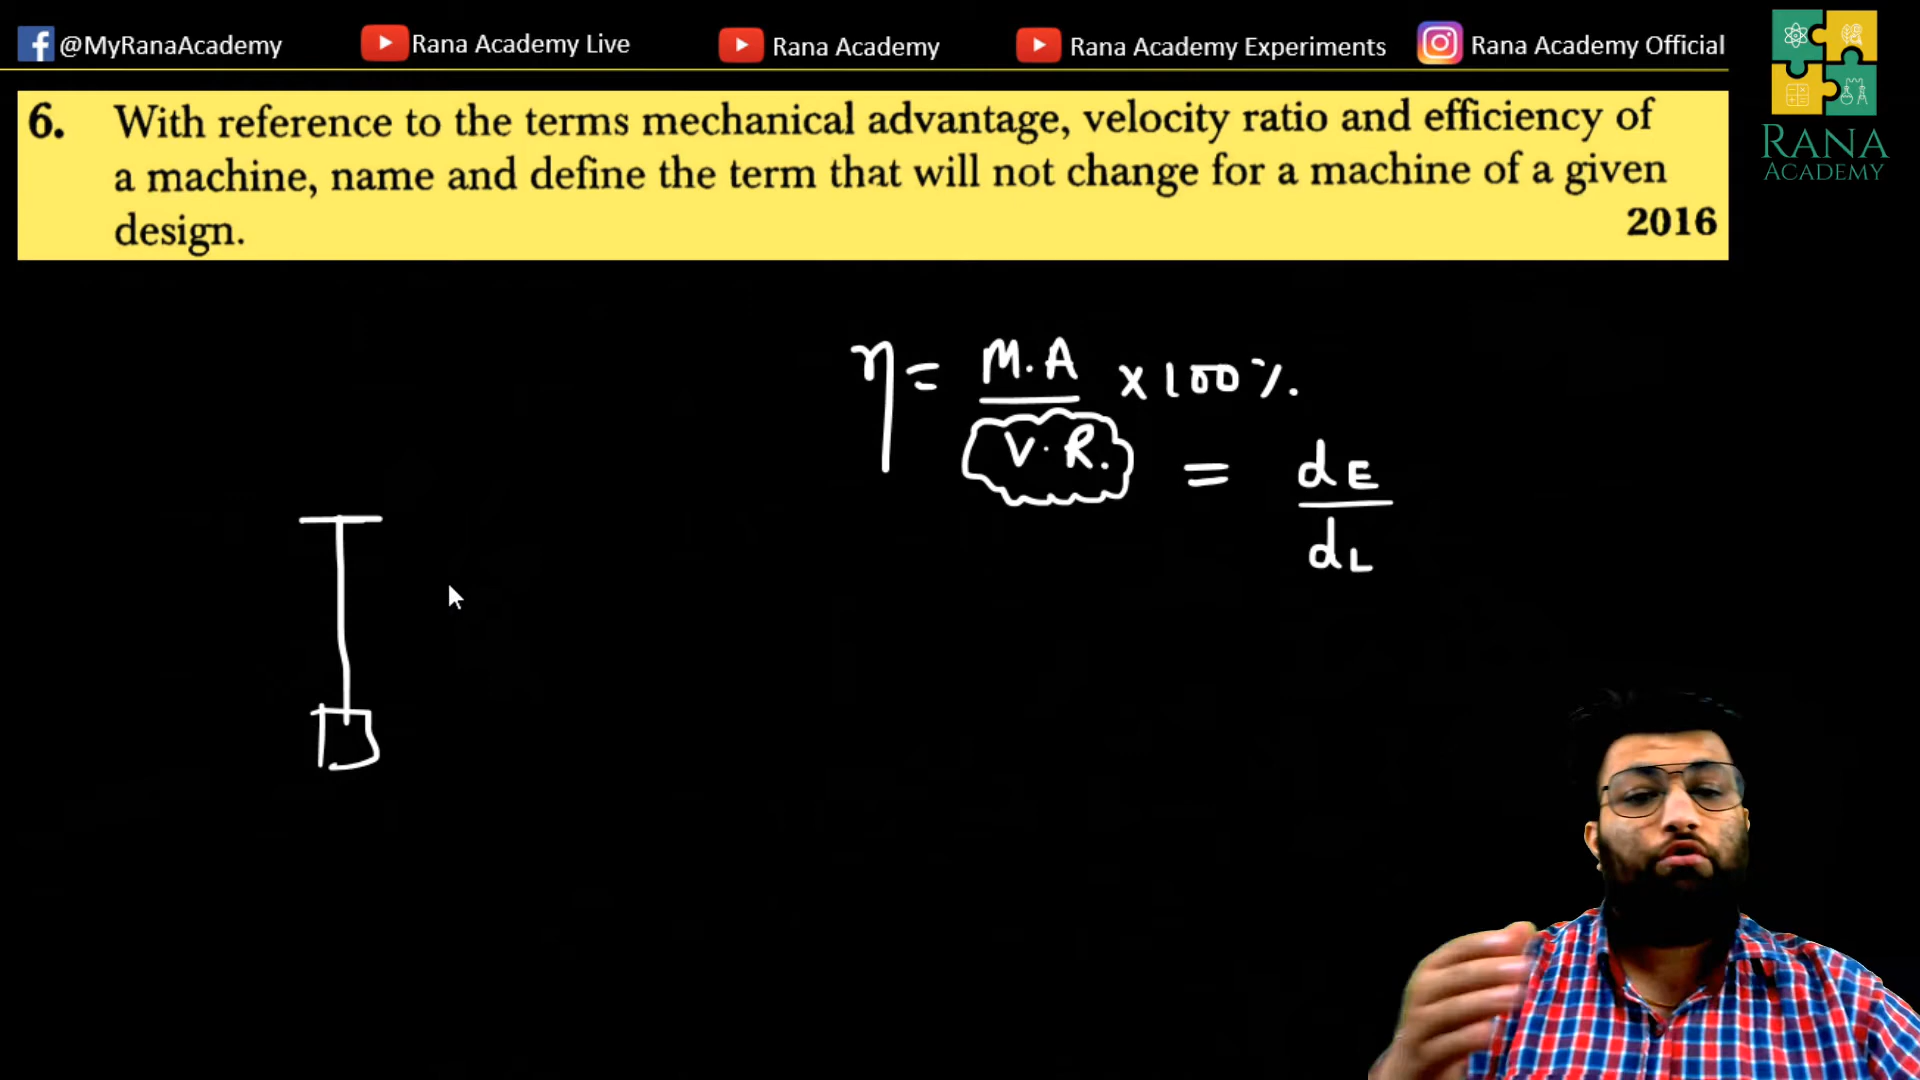 @MyRanaAcademy Rana Academy Live Rana Academy Rana Academy Experiments Rana Academy Official
RANA
ACADEMY
6. With reference to the terms mechanical advantage, velocity ratio and efficiency of
a machine, name and define the term that will not change for a machine of a given
design. 2016
η = M.A / V.R. × 100%.
= dE / dL